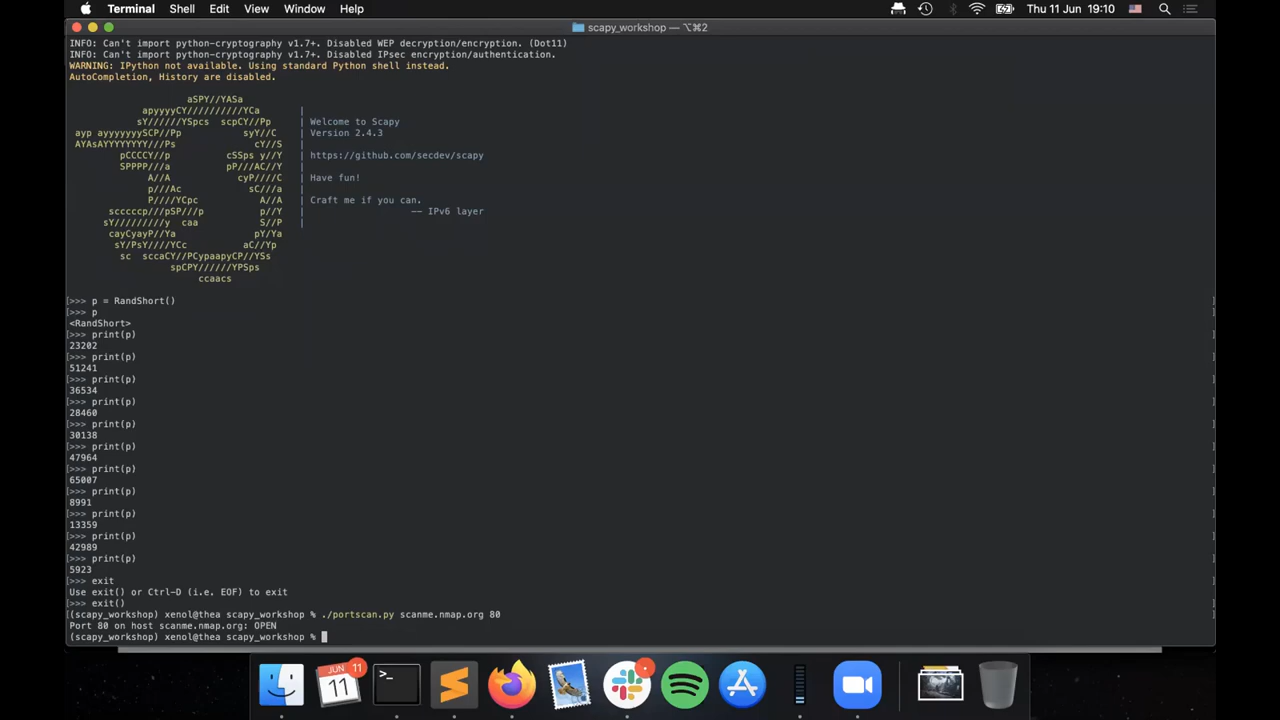 Terminal Shell Edit View Window Help Thu 11 Jun 19:10
scapy_workshop — ⌥⌘2
INFO: Can't import python-cryptography v1.7+. Disabled WEP decryption/encryption. (Dot11)
INFO: Can't import python-cryptography v1.7+. Disabled IPsec encryption/authentication.
WARNING: IPython not available. Using standard Python shell instead.
AutoCompletion, History are disabled.
aSPY//YASa
apyyyyCY//////////YCa |
sY//////YSpcs scpCY//Pp | Welcome to Scapy
ayp ayyyyyyySCP//Pp syY//C | Version 2.4.3
AYAsAYYYYYYYY///Ps cY//S |
pCCCCY//p cSSps y//Y | https://github.com/secdev/scapy
SPPPP///a pP///AC//Y |
A//A cyP////C | Have fun!
p///Ac sC///a |
P////YCpc A//A | Craft me if you can.
scccccp///pSP///p p//Y | -- IPv6 layer
sY/////////y caa S//P |
cayCyayP//Ya pY/Ya
sY/PsY////YCc aC//Yp
sc sccaCY//PCypaapyCP//YSs
spCPY//////YPSps
ccaacs
[>>> p = RandShort() ]
[>>> p ]
<RandShort>
[>>> print(p) ]
23202
[>>> print(p) ]
51241
[>>> print(p) ]
36534
[>>> print(p) ]
28460
[>>> print(p) ]
30138
[>>> print(p) ]
47964
[>>> print(p) ]
65007
[>>> print(p) ]
8991
[>>> print(p) ]
13359
[>>> print(p) ]
42989
[>>> print(p) ]
5923
[>>> exit ]
Use exit() or Ctrl-D (i.e. EOF) to exit
[>>> exit() ]
[(scapy_workshop) xenol@thea scapy_workshop % ./portscan.py scanme.nmap.org 80 ]
Port 80 on host scanme.nmap.org: OPEN
(scapy_workshop) xenol@thea scapy_workshop %
JUN 11
11
>_